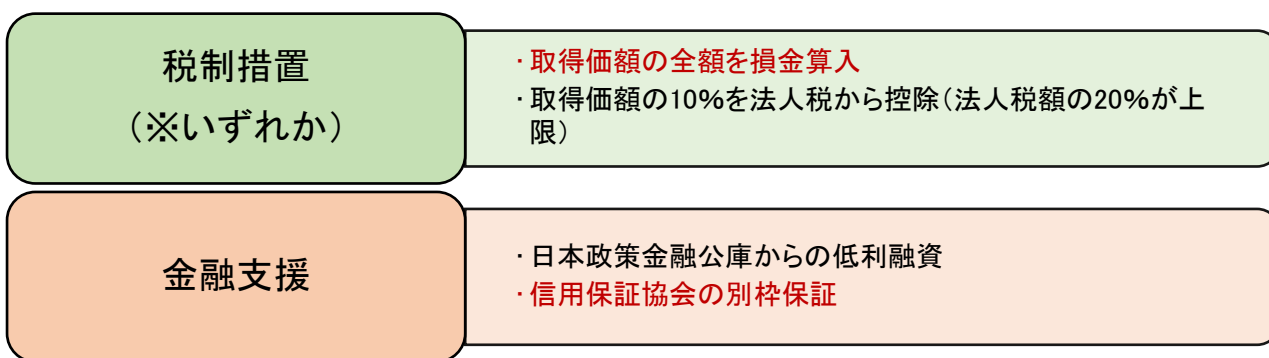 税制措置
（※いずれか）
・取得価額の全額を損金算入
・取得価額の10%を法人税から控除（法人税額の20%が上
限）
金融支援
・日本政策金融公庫からの低利融資
・信用保証協会の別枠保証